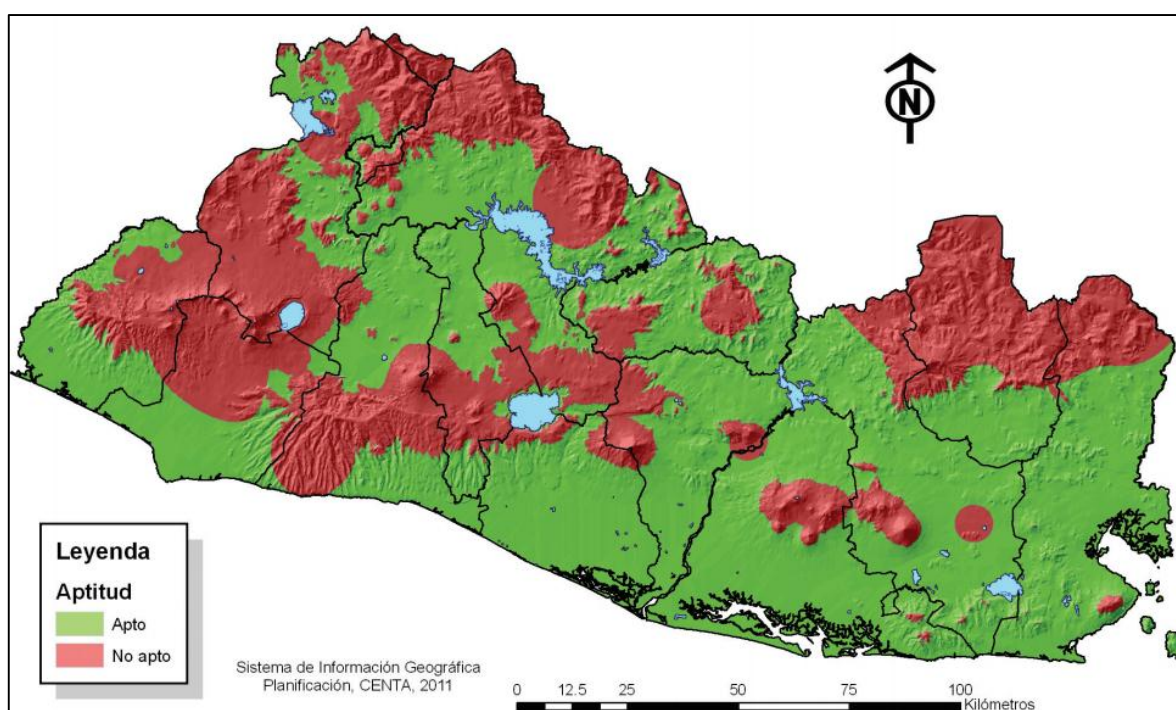 N
Leyenda
Aptitud
Apto
No apto
Sistema de Información Geográfica
Planificación, CENTA, 2011
0 12.5 25 50 75 100
Kilómetros